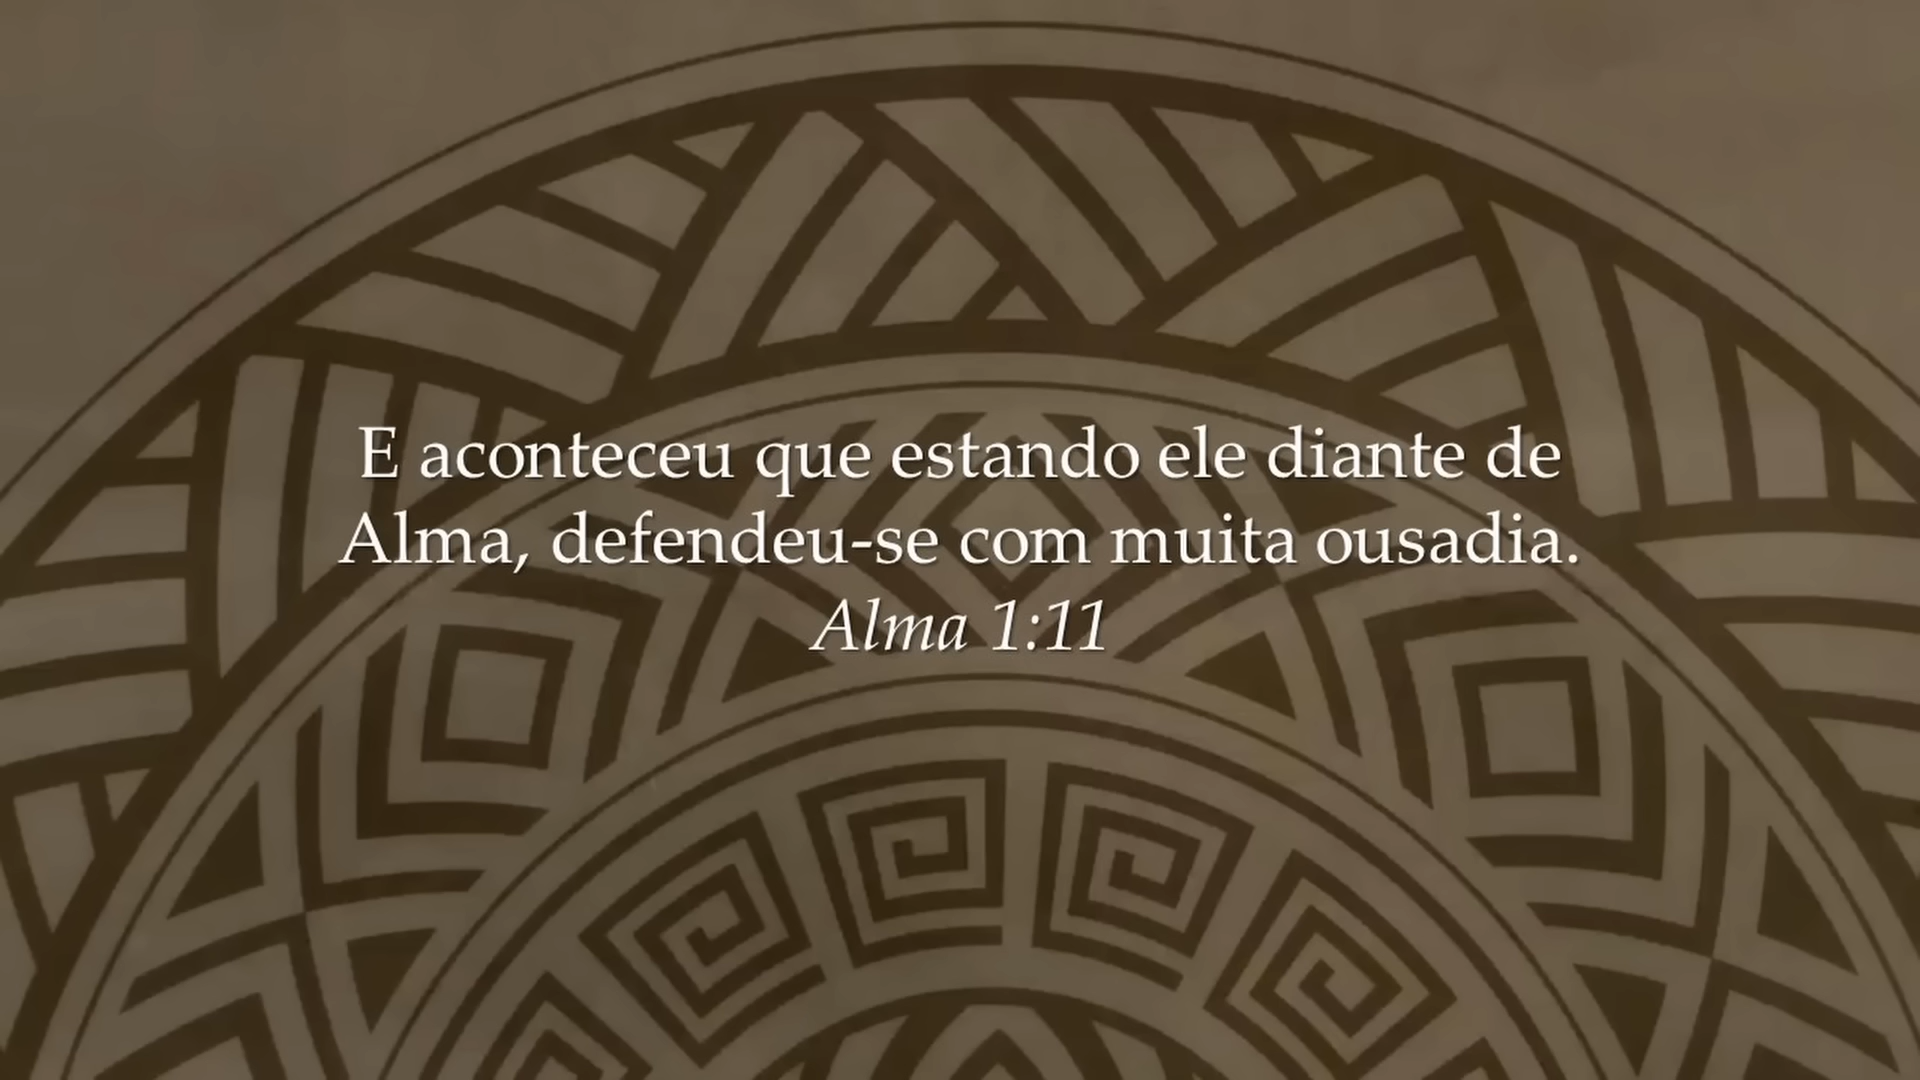 E aconteceu que estando ele diante de
Alma, defendeu-se com muita ousadia.
Alma 1:11